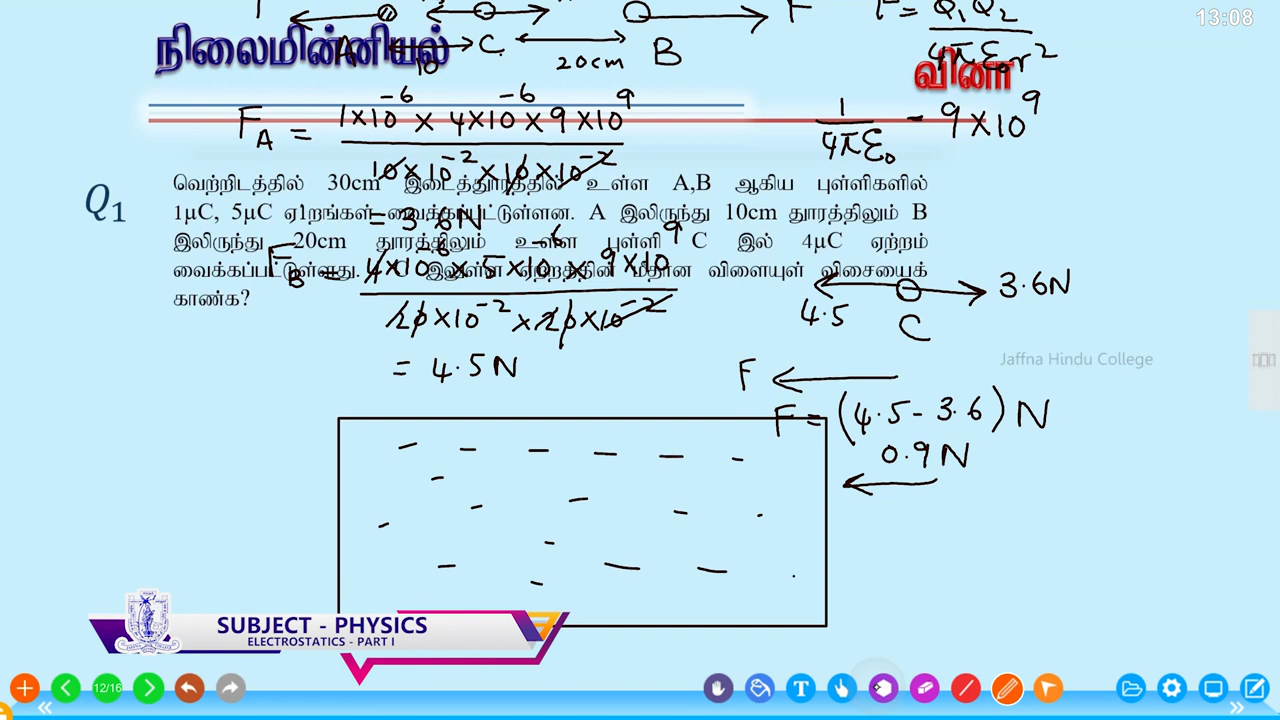 13:08
F F F = Q₁Q₂ / 4πε₀r²
A 10 C 20cm B
நிலைமின்னியல்
வினா
F_A = 1×10⁻⁶ × 4×10⁻⁶ × 9×10⁹ / 10×10⁻² × 10×10⁻²
1 / 4πε₀ - 9×10⁹
= 3.6N
Q₁
வெற்றிடத்தில் 30cm இடைத்தூரத்தில் உள்ள A,B ஆகிய புள்ளிகளில்
1μC, 5μC ஏ1றங்கள் வைக்கப்பட்டுள்ளன. A இலிருந்து 10cm தூரத்திலும் B
இலிருந்து 20cm தூரத்திலும் உள்ள புள்ளி C இல் 4μC ஏற்றம்
வைக்கப்பட்டுள்ளது. C இலுள்ள ஏற்றத்தின் மீதான விளையுள் விசையைக்
காண்க?
F_B = 4×10⁻⁶ × 5×10⁻⁶ × 9×10⁹ / 20×10⁻² × 20×10⁻²
= 4.5N
4.5 C 3.6N
Jaffna Hindu College
F
F = (4.5 - 3.6) N
0.9N
SUBJECT - PHYSICS
ELECTROSTATICS - PART I
12/16